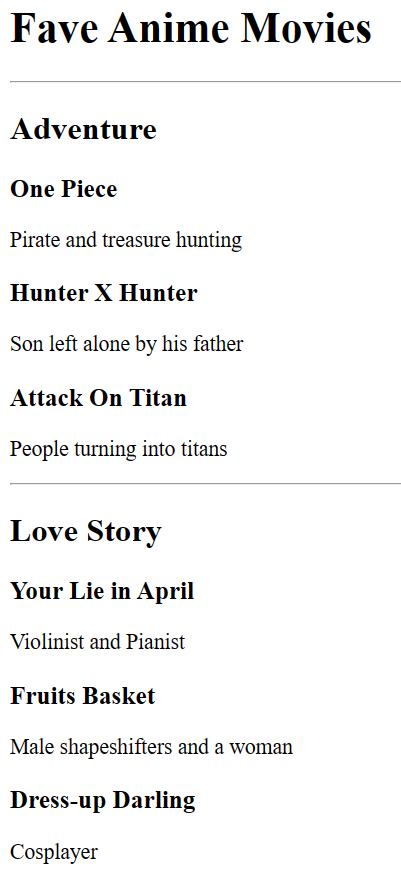 Fave Anime Movies
Adventure
One Piece
Pirate and treasure hunting
Hunter X Hunter
Son left alone by his father
Attack On Titan
People turning into titans
Love Story
Your Lie in April
Violinist and Pianist
Fruits Basket
Male shapeshifters and a woman
Dress-up Darling
Cosplayer